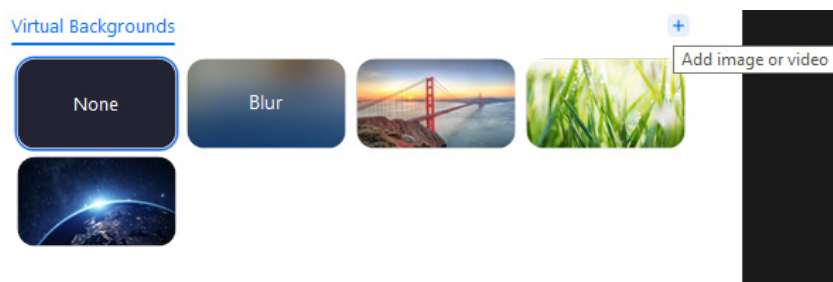 Virtual Backgrounds
+
Add image or video
None
Blur